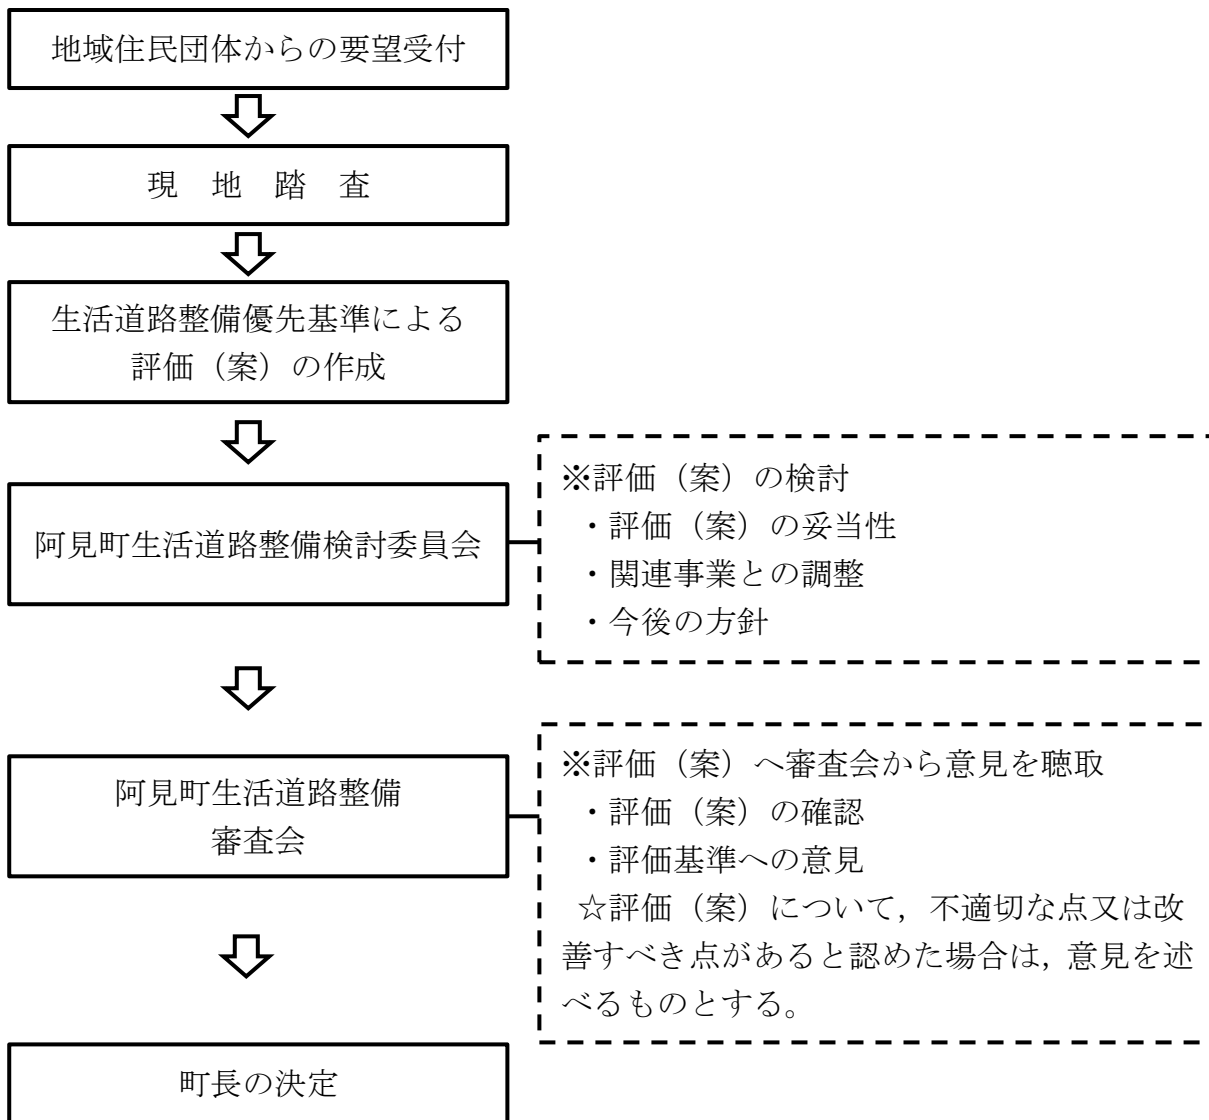 地域住民団体からの要望受付
現　地　踏　査
生活道路整備優先基準による
評価（案）の作成
阿見町生活道路整備検討委員会
※評価（案）の検討
・評価（案）の妥当性
・関連事業との調整
・今後の方針
阿見町生活道路整備
審査会
※評価（案）へ審査会から意見を聴取
・評価（案）の確認
・評価基準への意見
☆評価（案）について，不適切な点又は改
善すべき点があると認めた場合は，意見を述
べるものとする。
町長の決定